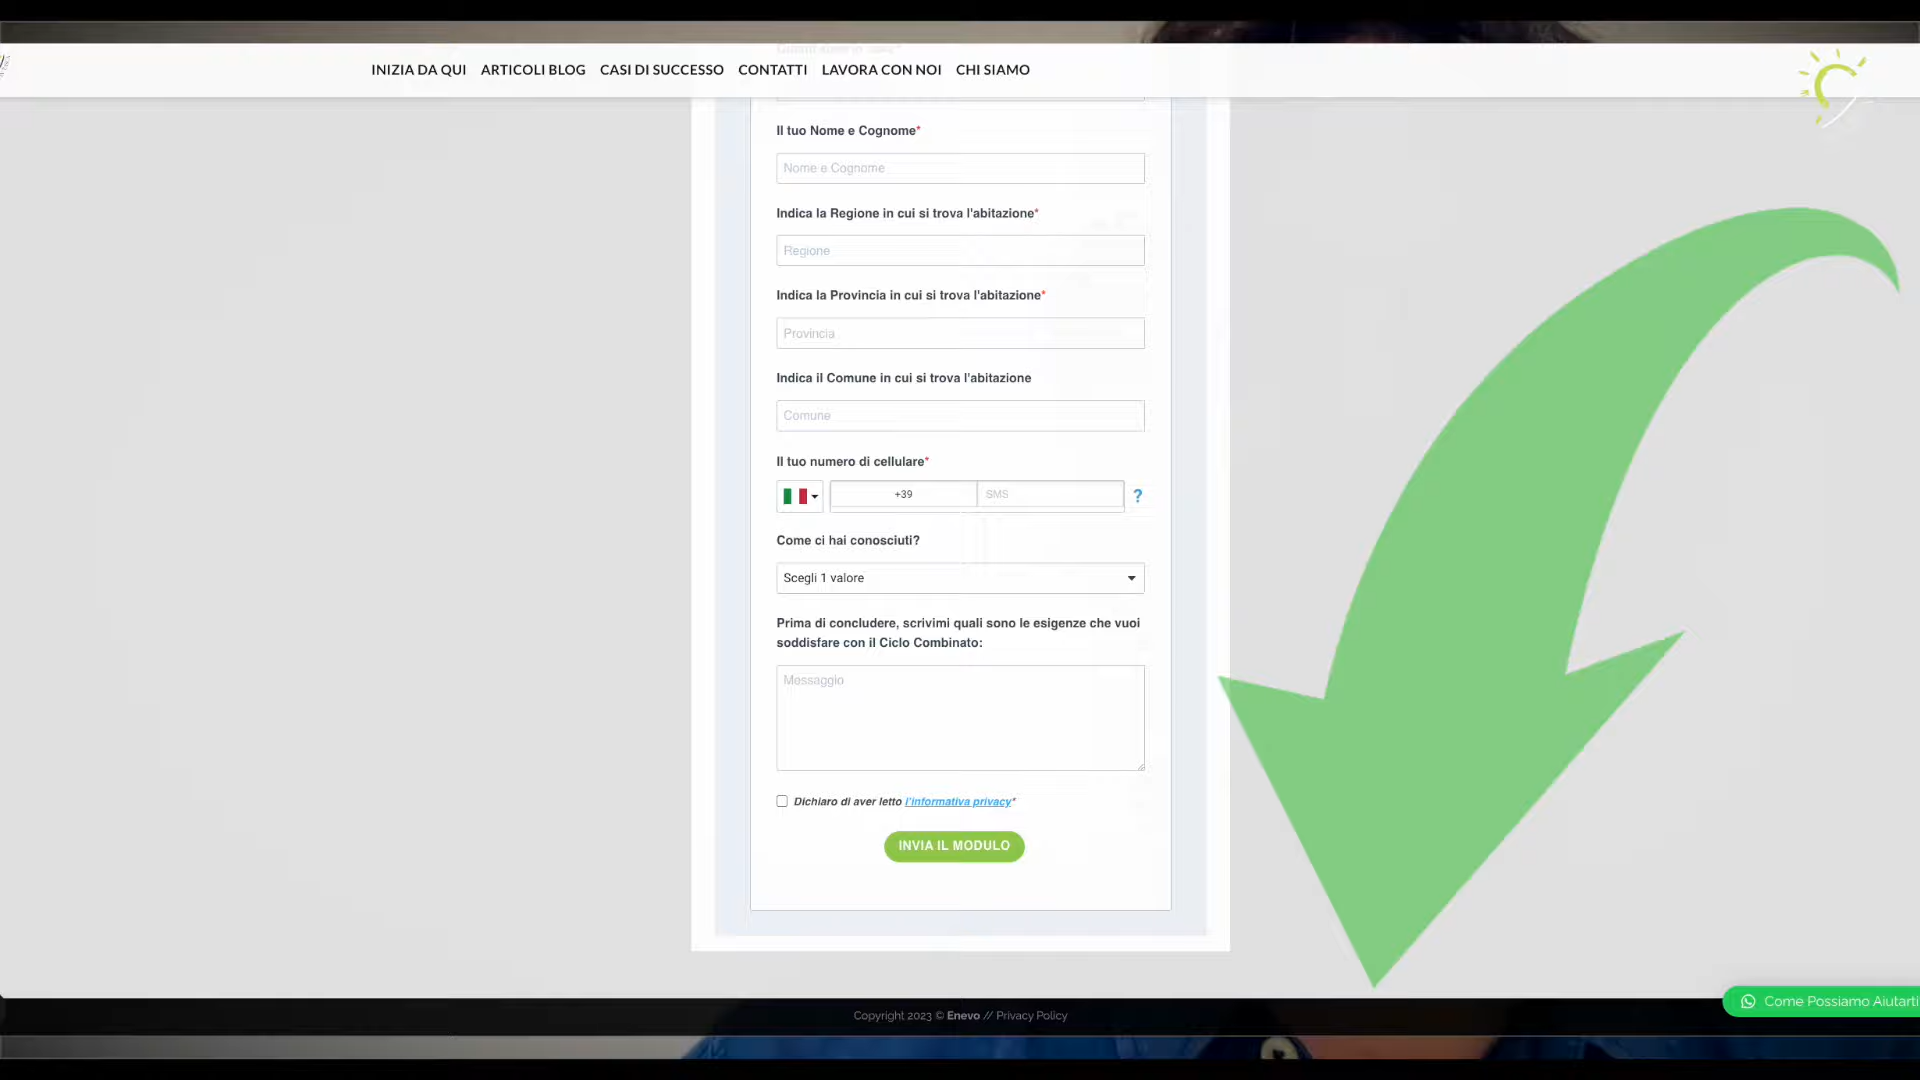 INIZIA DA QUI ARTICOLI BLOG CASI DI SUCCESSO CONTATTI LAVORA CON NOI CHI SIAMO
Il tuo Nome e Cognome*
Nome e Cognome
Indica la Regione in cui si trova l'abitazione*
Regione
Indica la Provincia in cui si trova l'abitazione*
Provincia
Indica il Comune in cui si trova l'abitazione
Comune
Il tuo numero di cellulare*
+39 SMS ?
Come ci hai conosciuti?
Scegli 1 valore
Prima di concludere, scrivimi quali sono le esigenze che vuoi
soddisfare con il Ciclo Combinato:
Messaggio
Dichiaro di aver letto l'informativa privacy*
INVIA IL MODULO
Come Possiamo Aiutarti
Copyright 2023 © Enevo // Privacy Policy